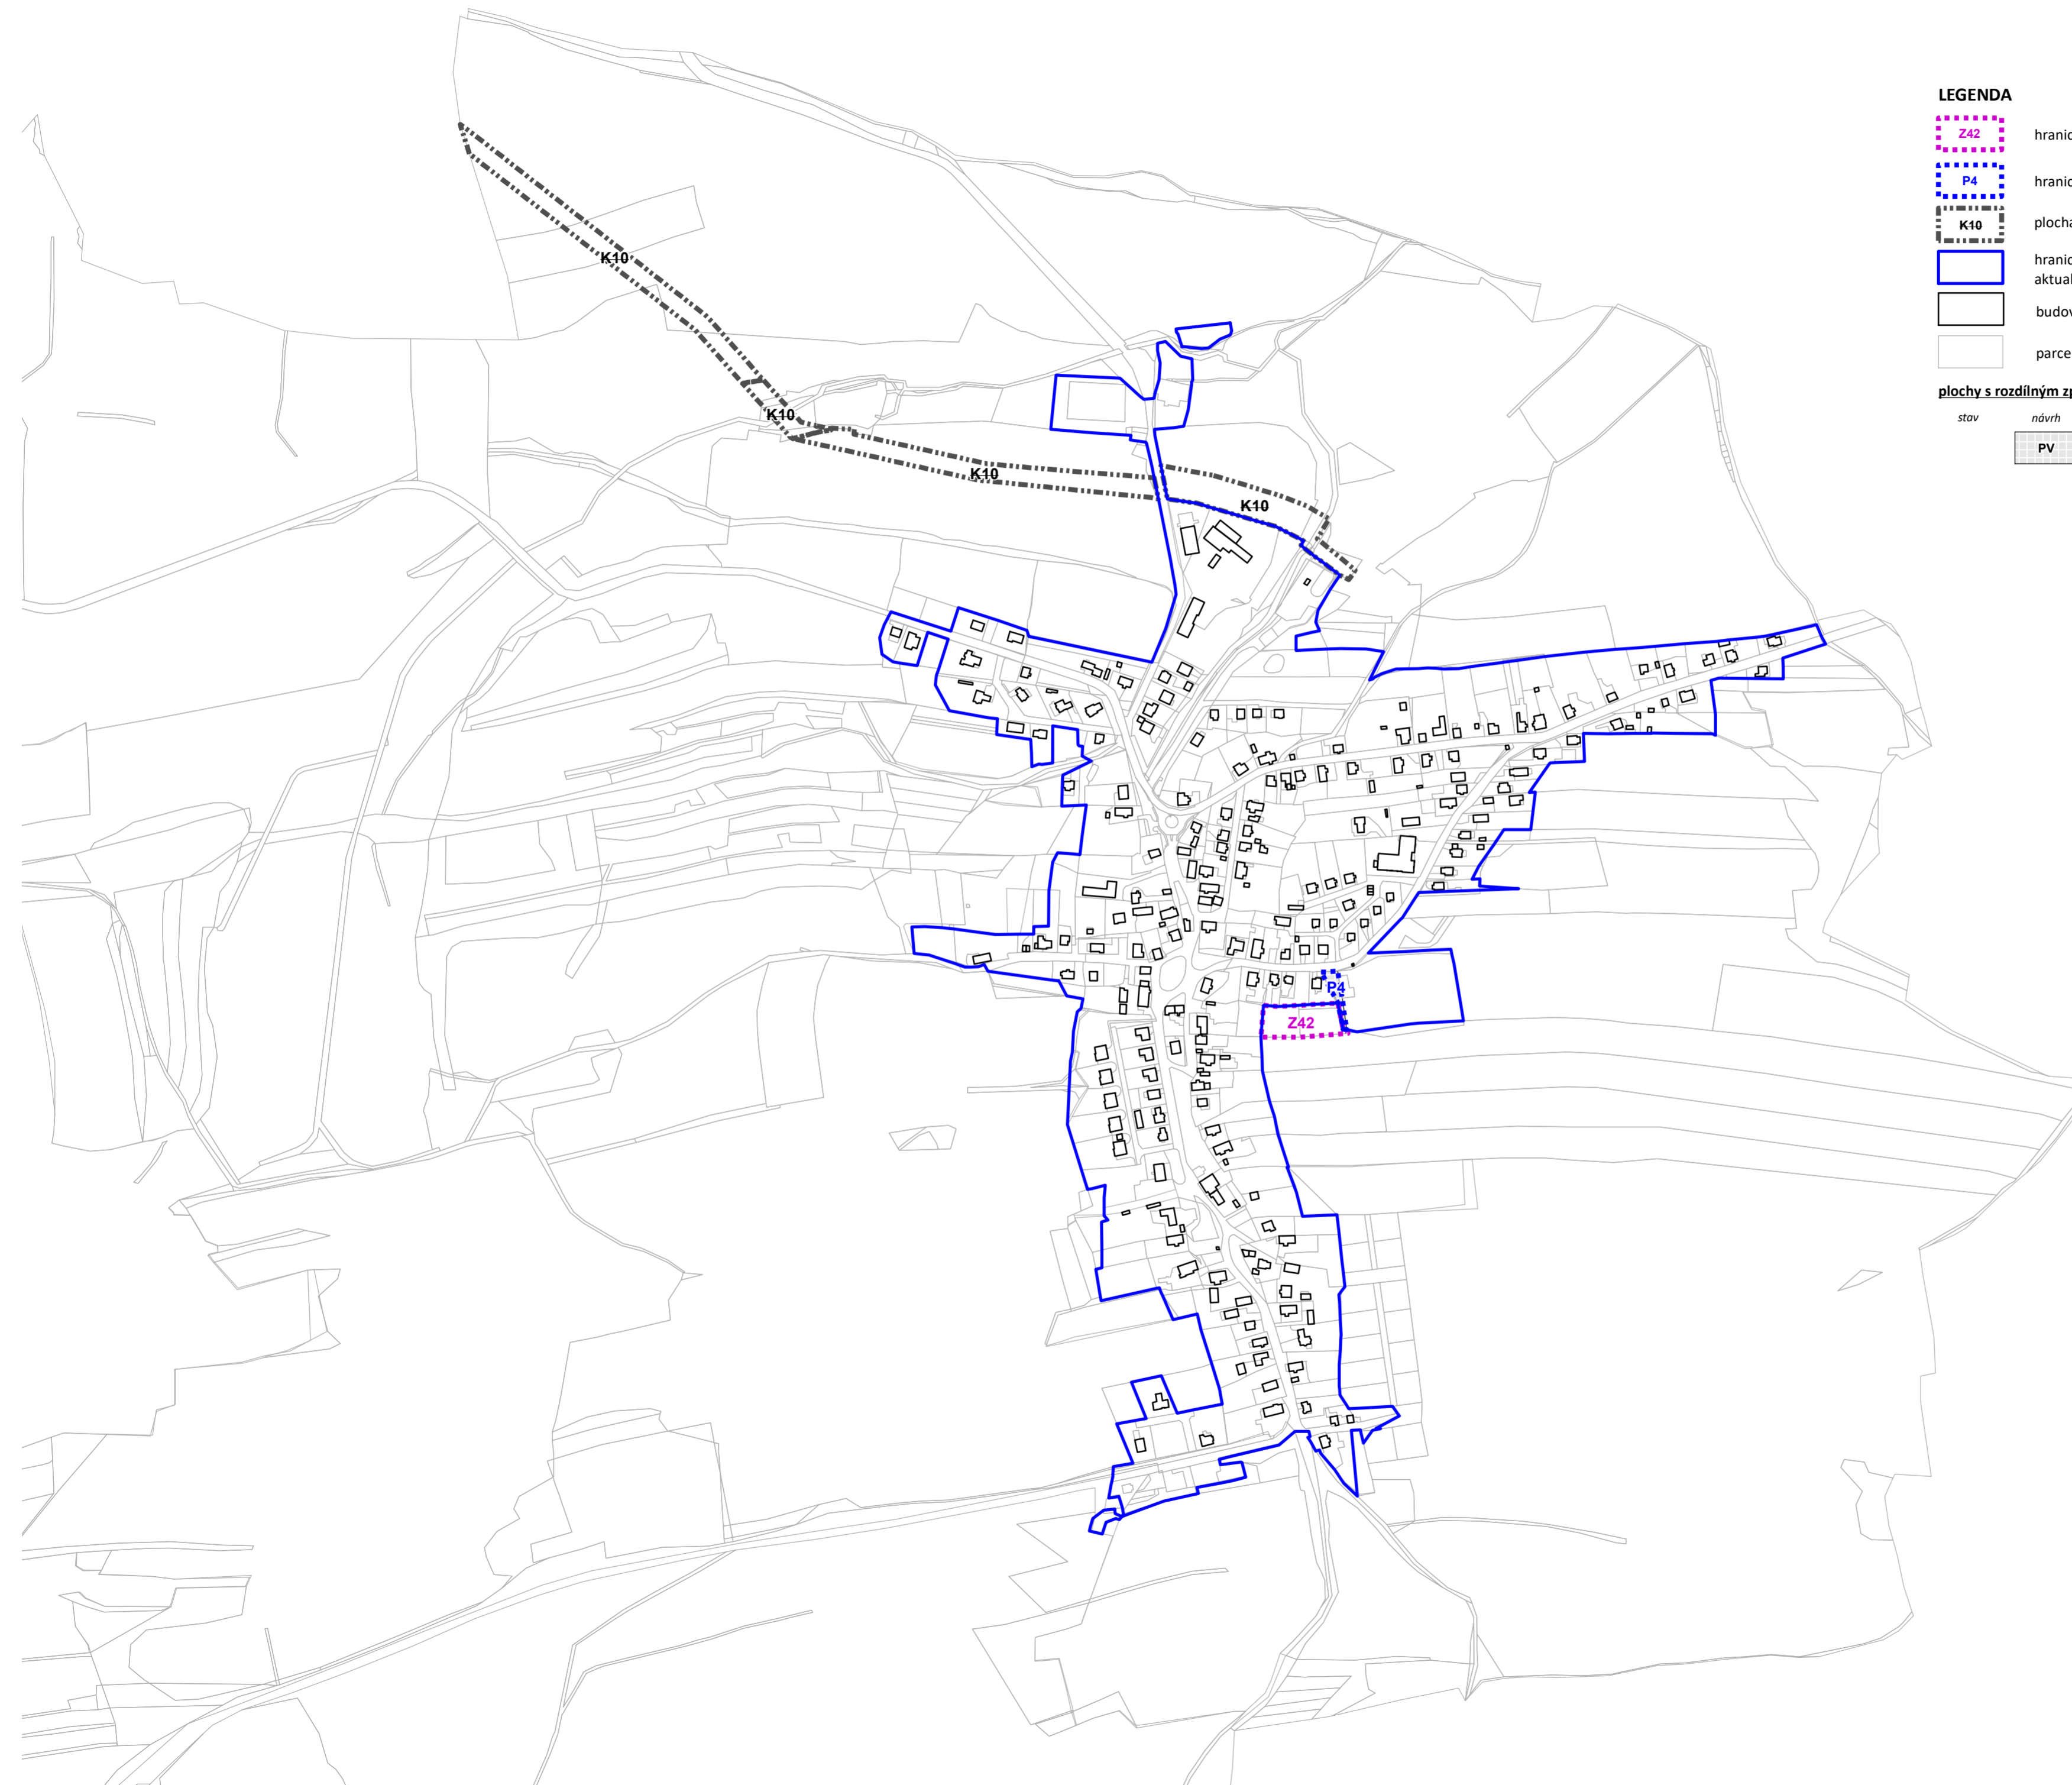 LEGENDA
Z42 hranic
P4 hranic
K10 plocha
hranic
aktual
budov
parce
plochy s rozdílným zp
stav návrh
PV
K10
K10
K10
K10
P4
Z42